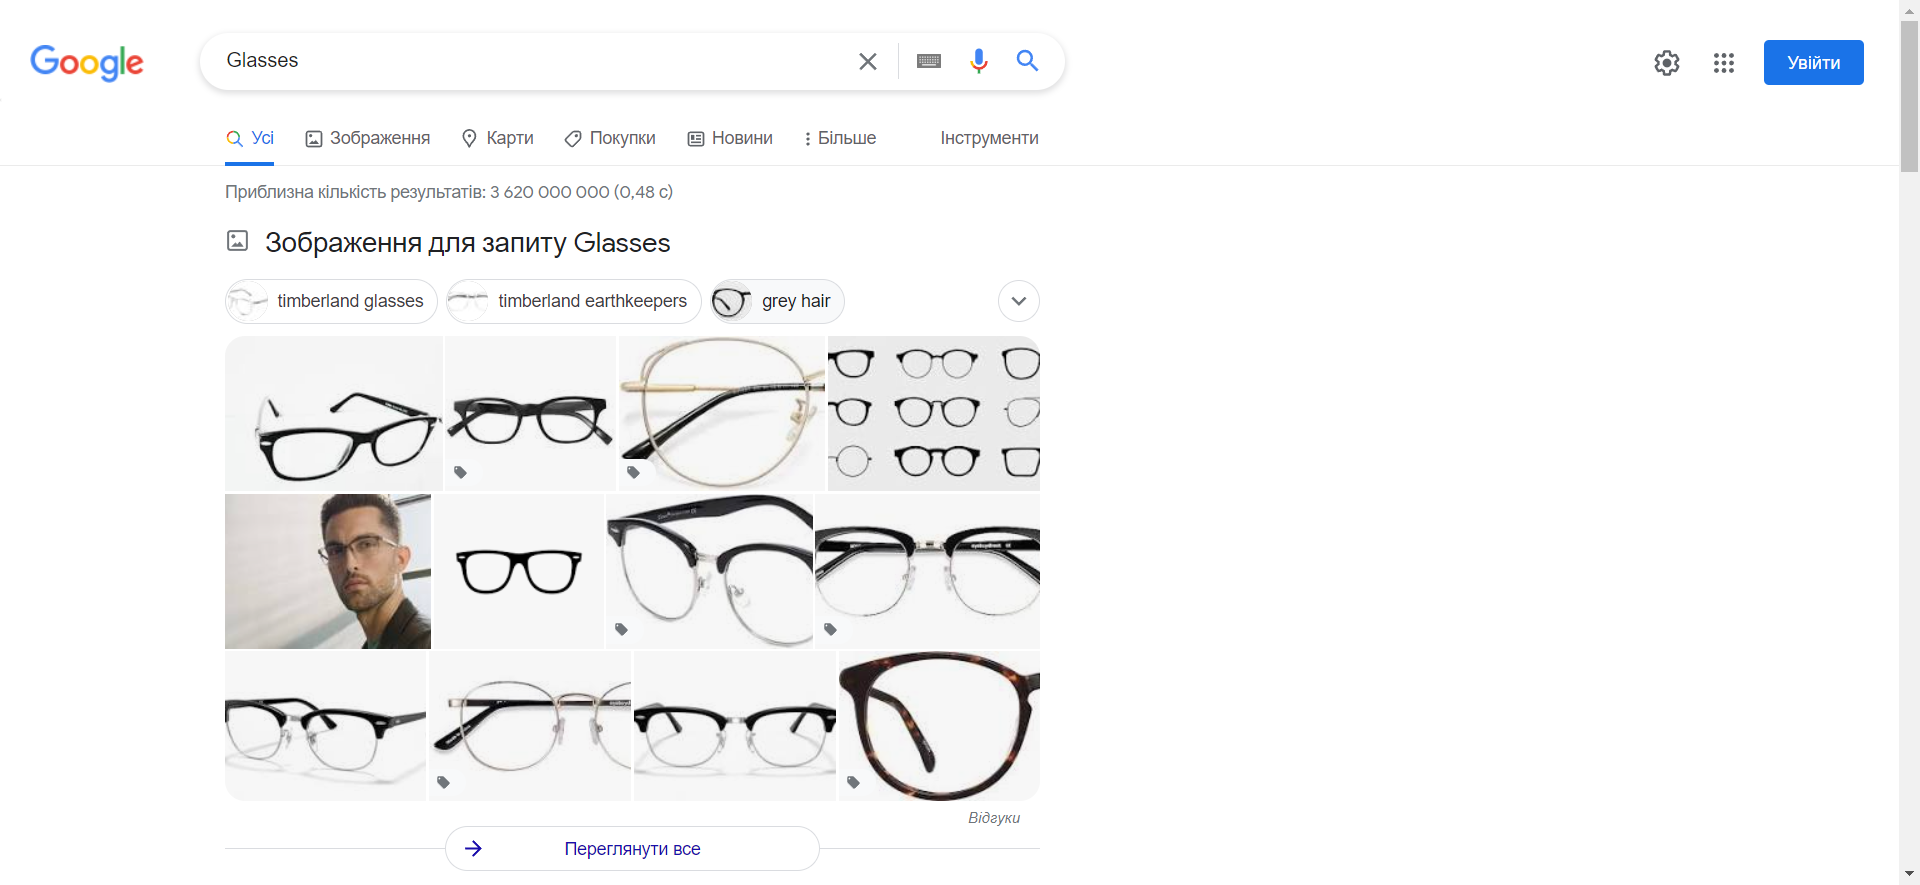 Google
Glasses
Увійти
Усі
Зображення
Карти
Покупки
Новини
Більше
Інструменти
Приблизна кількість результатів: 3 620 000 000 (0,48 с)
Зображення для запиту Glasses
timberland glasses
timberland earthkeepers
grey hair
Відгуки
Переглянути все